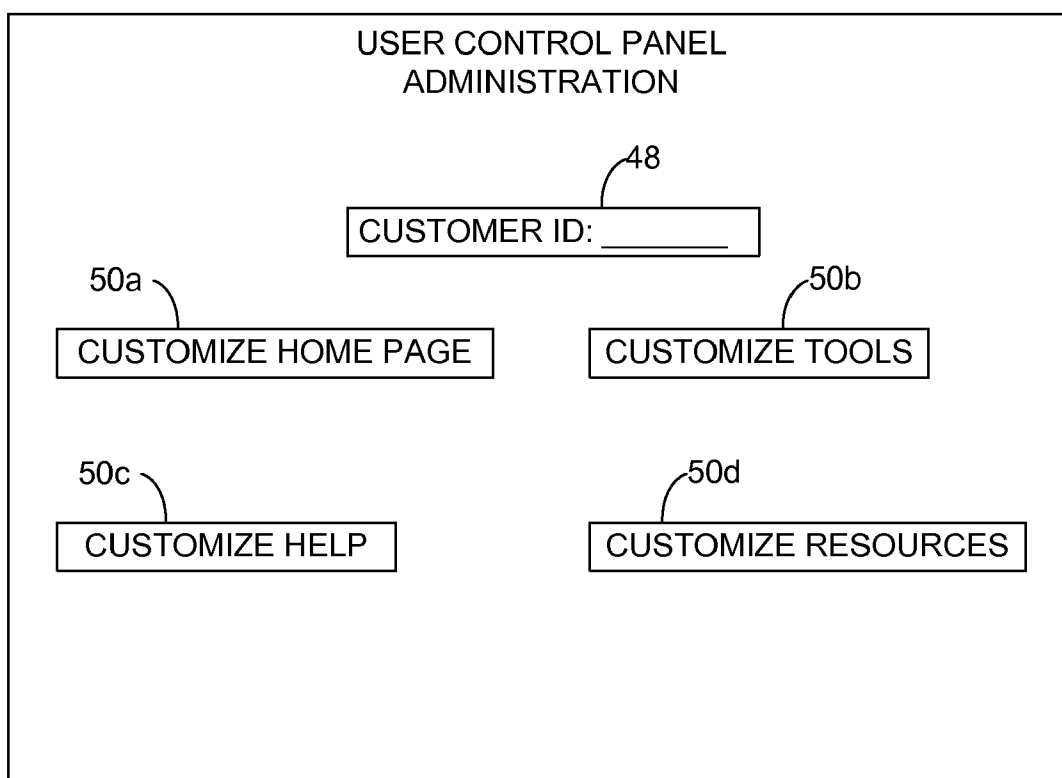 USER CONTROL PANEL
ADMINISTRATION
48
CUSTOMER ID: ________
50a
50b
CUSTOMIZE HOME PAGE
CUSTOMIZE TOOLS
50c
50d
CUSTOMIZE HELP
CUSTOMIZE RESOURCES